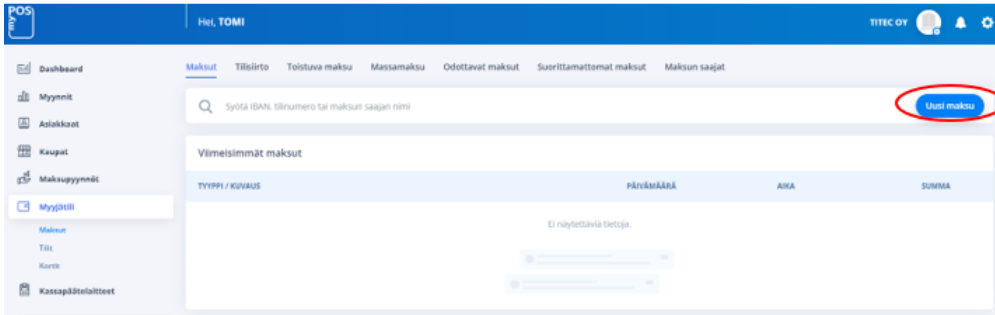 myPOS
Hei, TOMI
TITEC OY
Dashboard
Myynnit
Asiakkaat
Kaupat
Maksupyynnöt
Myyjätili
Maksut
Tilit
Kortit
Kassapäätelaitteet
Maksut Tilisiirto Toistuva maksu Massamaksu Odottavat maksut Suorittamattomat maksut Maksun saajat
Syötä IBAN, tilinumero tai maksun saajan nimi
Uusi maksu
Viimeisimmät maksut
TYYPPI / KUVAUS PÄIVÄMÄÄRÄ AIKA SUMMA
Ei näytettäviä tietoja.